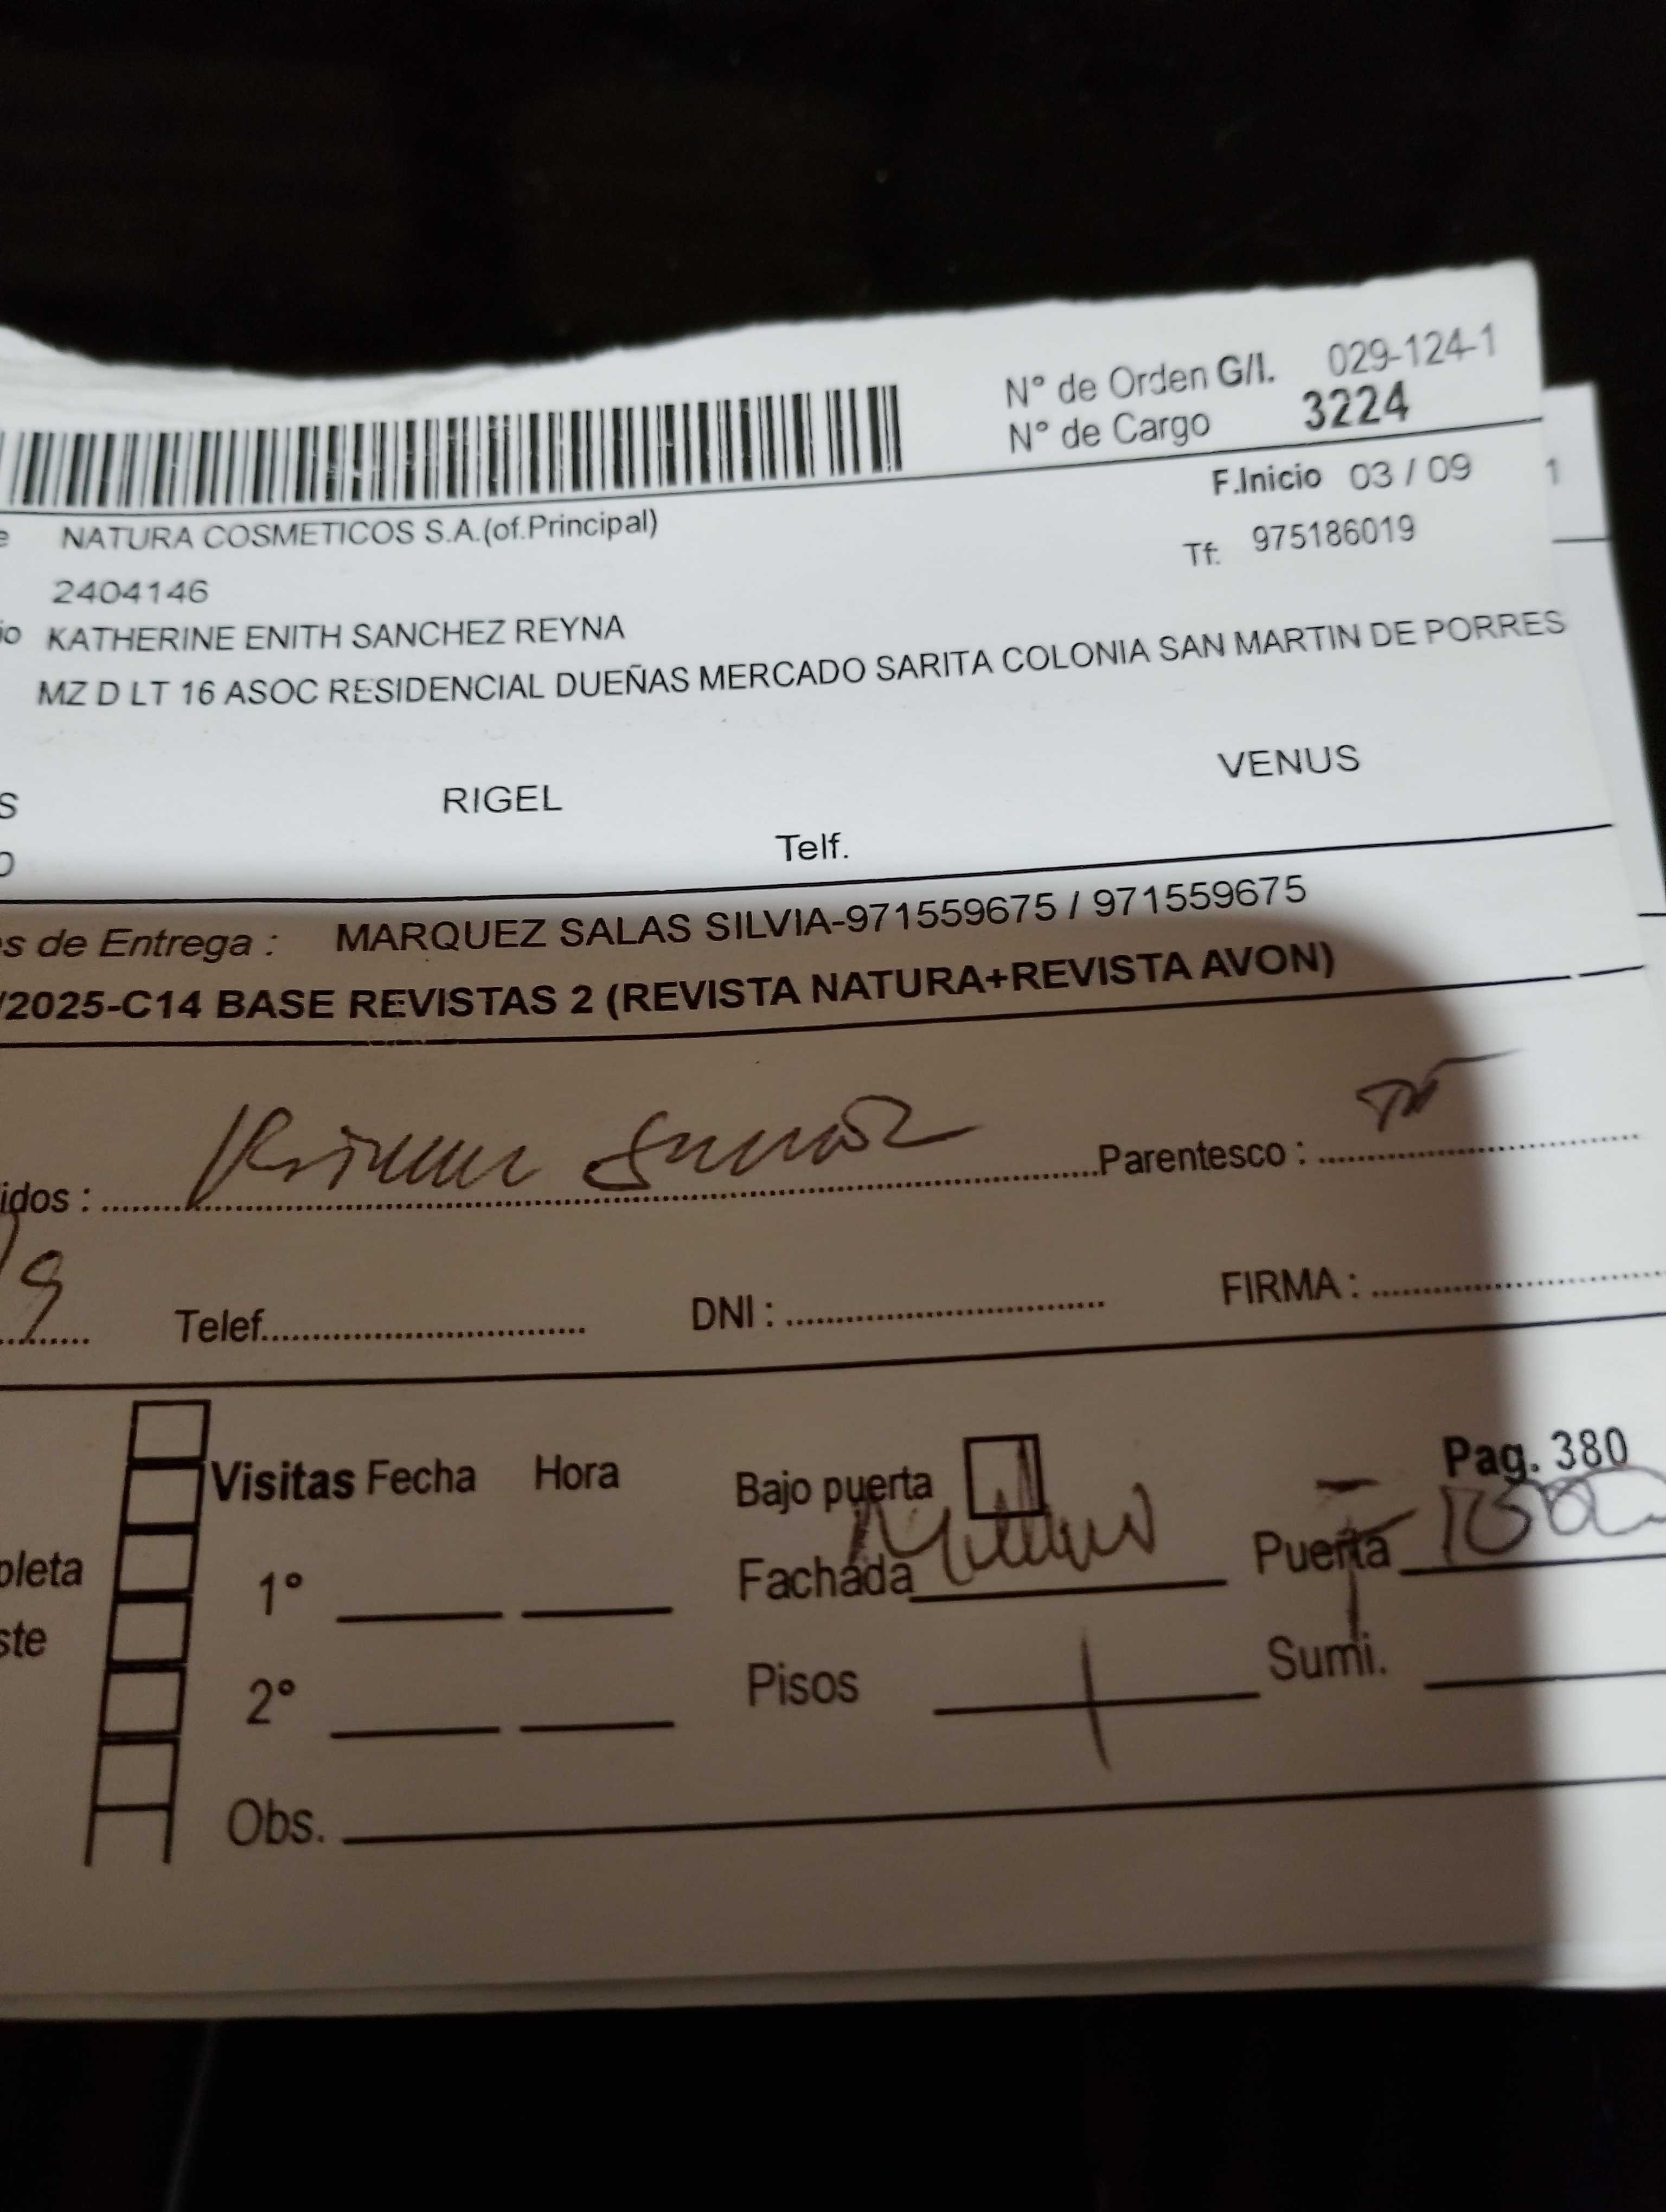 N° de Orden G/I. 029-124-1
N° de Cargo 3224
F.Inicio 03 / 09
1
NATURA COSMETICOS S.A.(of.Principal)
Tf: 975186019
2404146
KATHERINE ENITH SANCHEZ REYNA
MZ D LT 16 ASOC RESIDENCIAL DUEÑAS MERCADO SARITA COLONIA SAN MARTIN DE PORRES
RIGEL VENUS
Telf.
s de Entrega : MARQUEZ SALAS SILVIA-971559675 / 971559675
/2025-C14 BASE REVISTAS 2 (REVISTA NATURA+REVISTA AVON)
idos : Parentesco :
9 Telef. DNI : FIRMA :
Pag. 380
Visitas Fecha Hora Bajo puerta
pleta 1° Fachada Puerta
ste
2° Pisos 1 Sumi.
Obs.